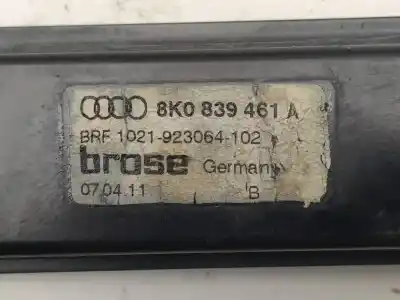 8K0 839 461 A
BRF 1021-923064-102
brose Germany
07.04.11 B